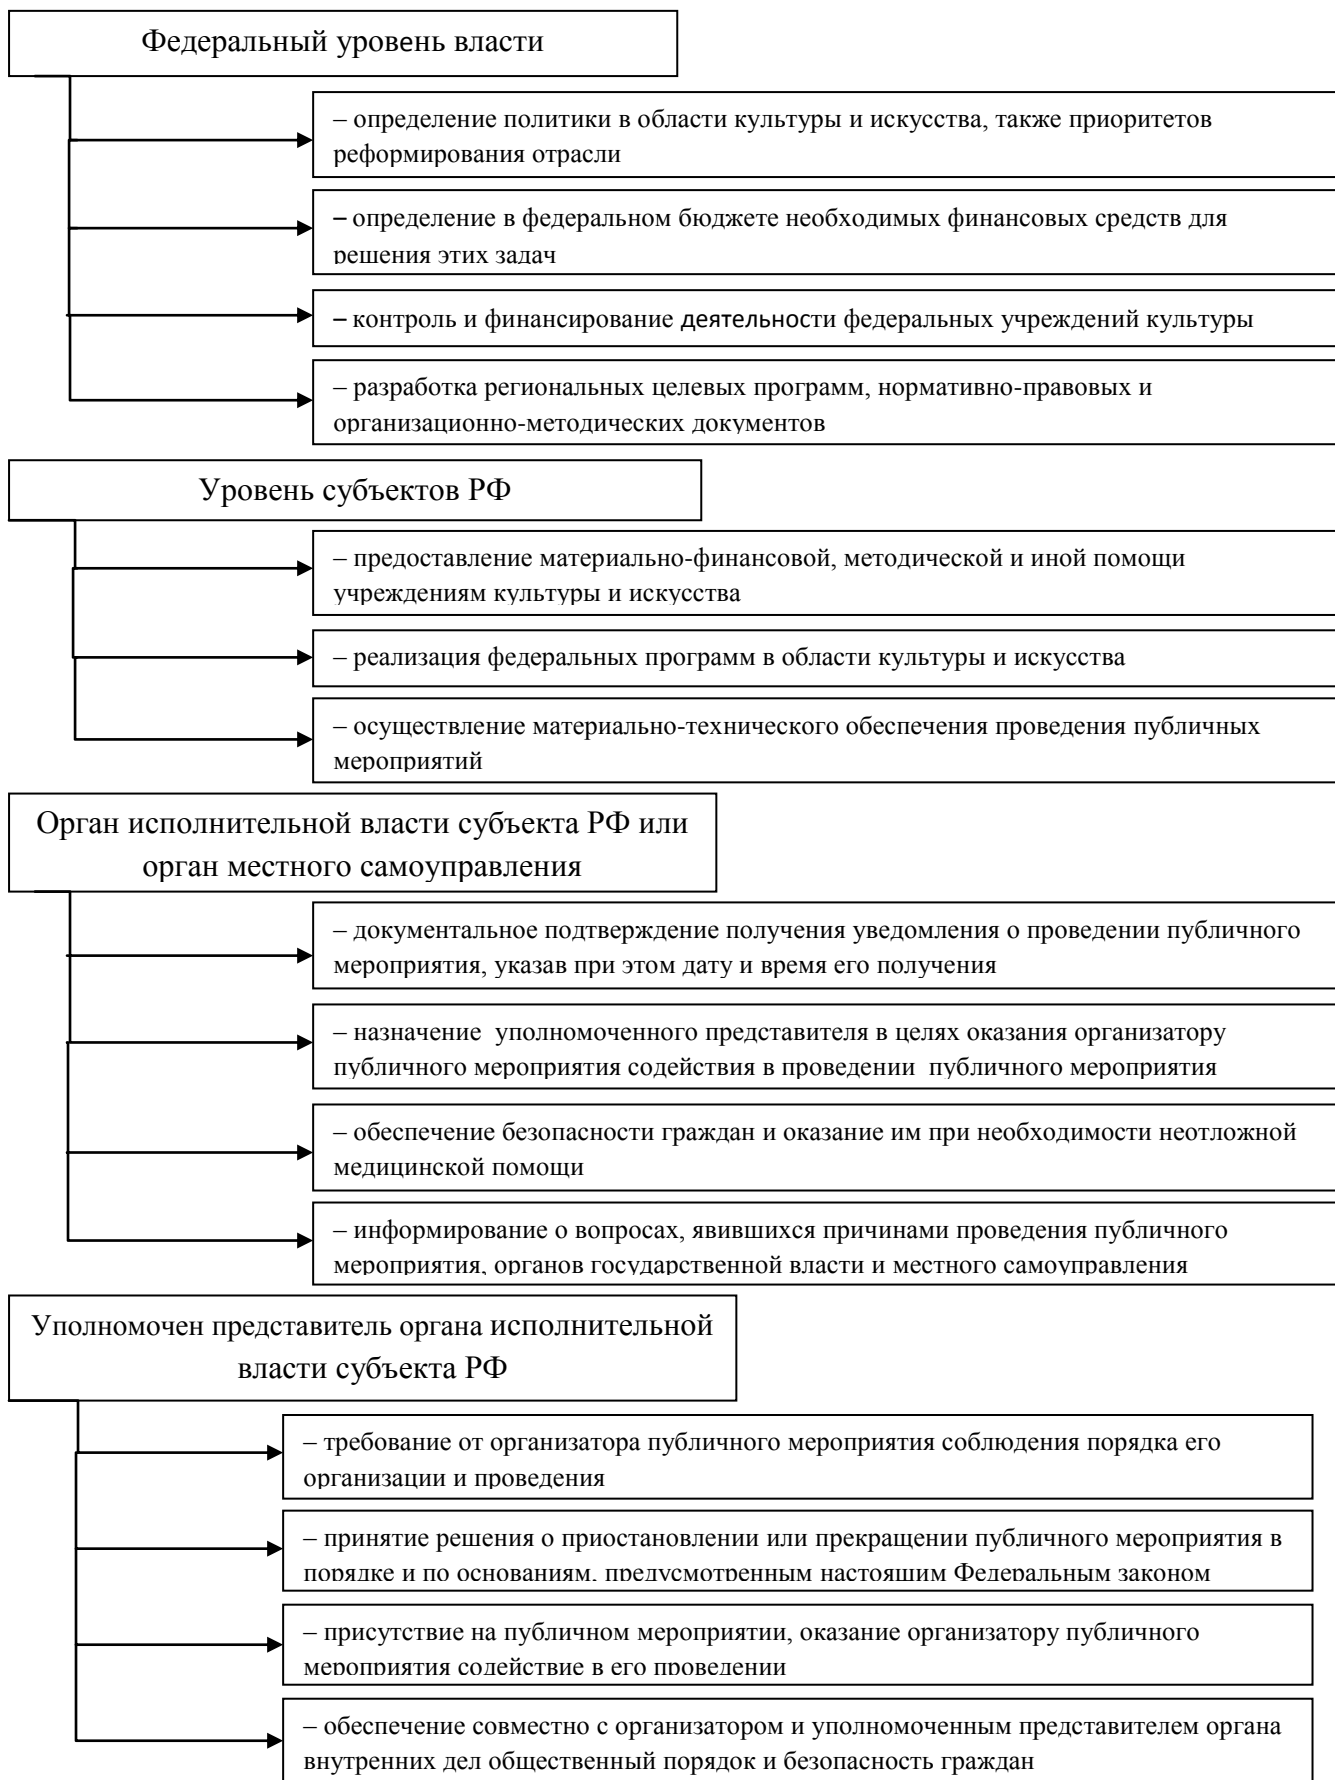 Федеральный уровень власти
– определение политики в области культуры и искусства, также приоритетов
реформирования отрасли
– определение в федеральном бюджете необходимых финансовых средств для
решения этих задач
– контроль и финансирование деятельности федеральных учреждений культуры
– разработка региональных целевых программ, нормативно-правовых и
организационно-методических документов
Уровень субъектов РФ
– предоставление материально-финансовой, методической и иной помощи
учреждениям культуры и искусства
– реализация федеральных программ в области культуры и искусства
– осуществление материально-технического обеспечения проведения публичных
мероприятий
Орган исполнительной власти субъекта РФ или
орган местного самоуправления
– документальное подтверждение получения уведомления о проведении публичного
мероприятия, указав при этом дату и время его получения
– назначение уполномоченного представителя в целях оказания организатору
публичного мероприятия содействия в проведении публичного мероприятия
– обеспечение безопасности граждан и оказание им при необходимости неотложной
медицинской помощи
– информирование о вопросах, явившихся причинами проведения публичного
мероприятия, органов государственной власти и местного самоуправления
Уполномочен представитель органа исполнительной
власти субъекта РФ
– требование от организатора публичного мероприятия соблюдения порядка его
организации и проведения
– принятие решения о приостановлении или прекращении публичного мероприятия в
порядке и по основаниям, предусмотренным настоящим Федеральным законом
– присутствие на публичном мероприятии, оказание организатору публичного
мероприятия содействие в его проведении
– обеспечение совместно с организатором и уполномоченным представителем органа
внутренних дел общественный порядок и безопасность граждан